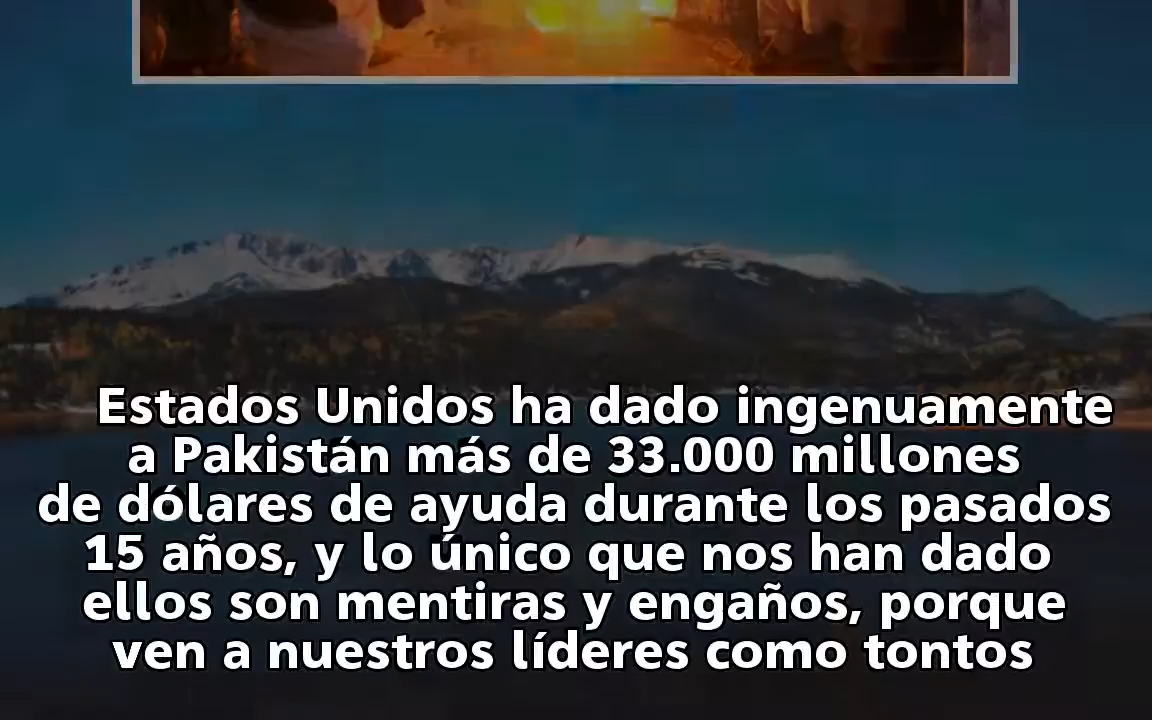 Estados Unidos ha dado ingenuamente
a Pakistán más de 33.000 millones
de dólares de ayuda durante los pasados
15 años, y lo único que nos han dado
ellos son mentiras y engaños, porque
ven a nuestros líderes como tontos